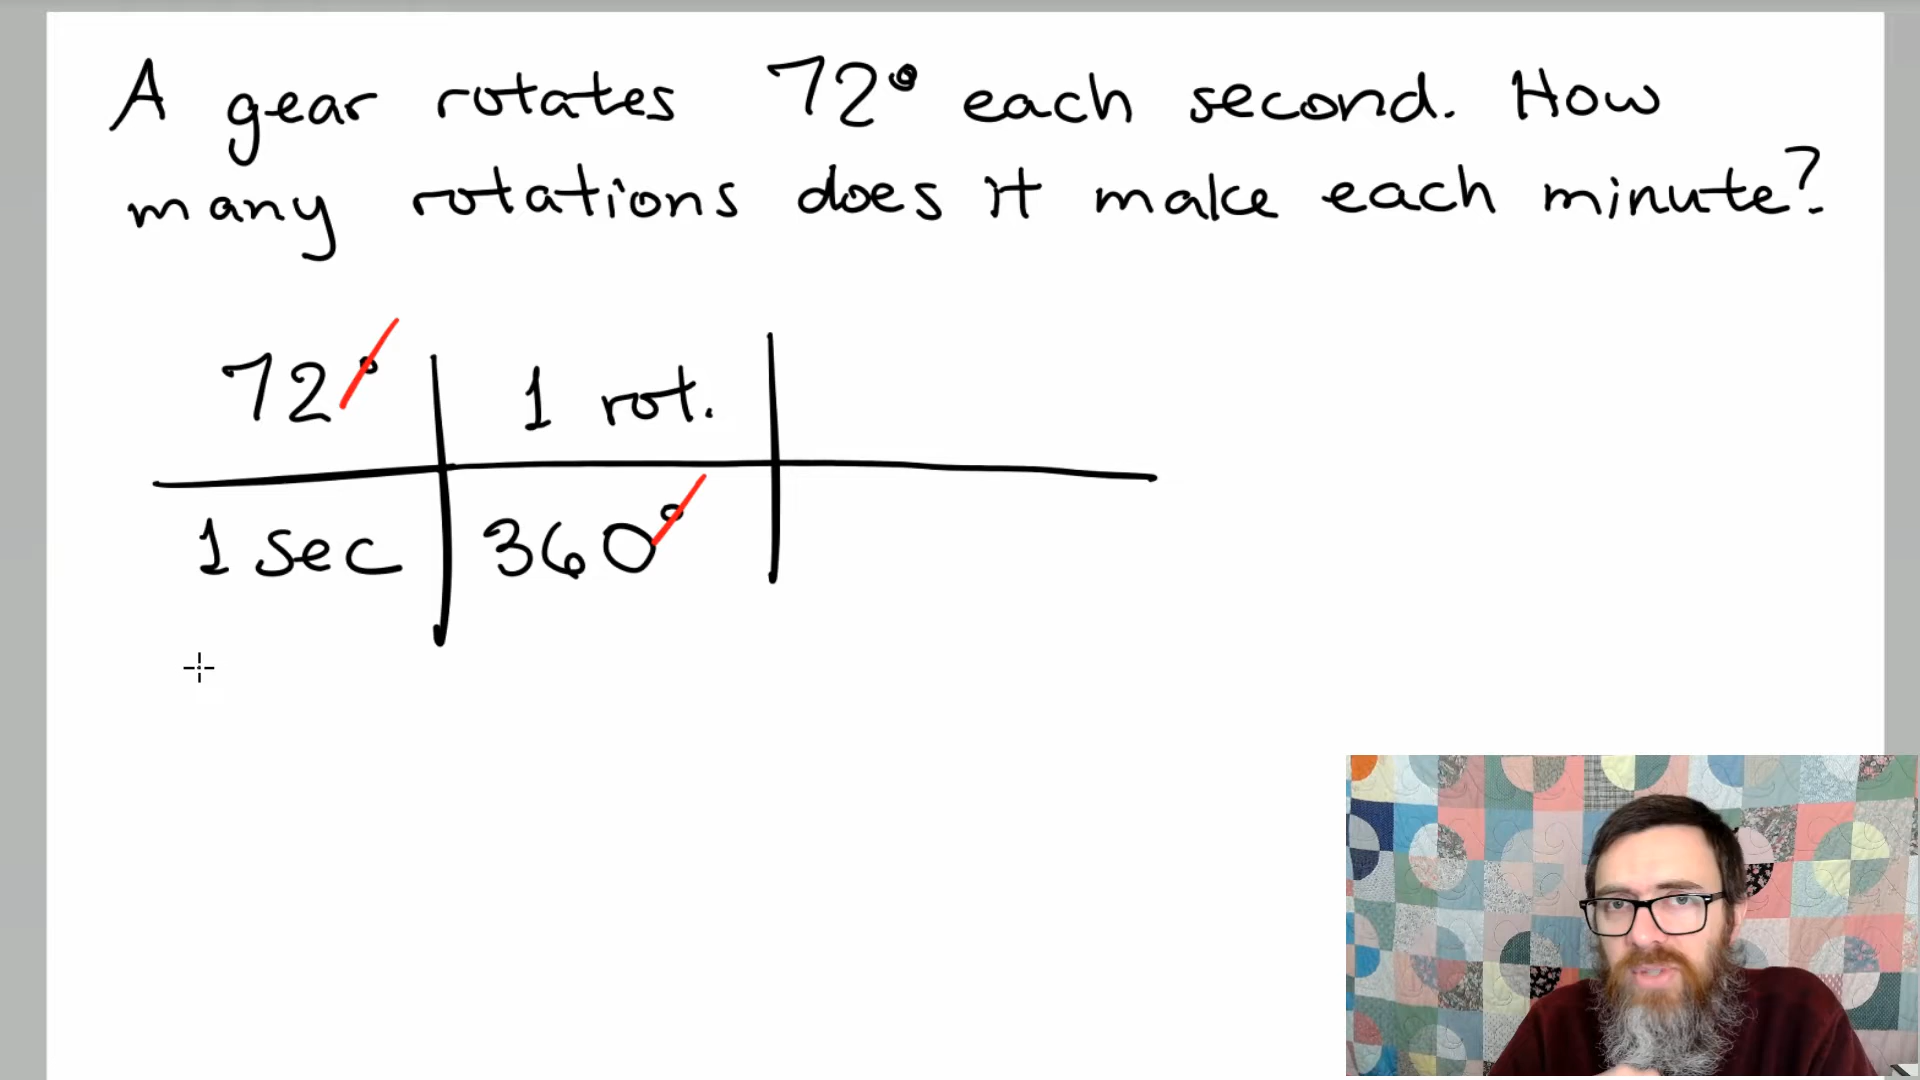 A gear rotates 72° each second. How
many rotations does it make each minute?
72° 1 rot.
1 sec 360°